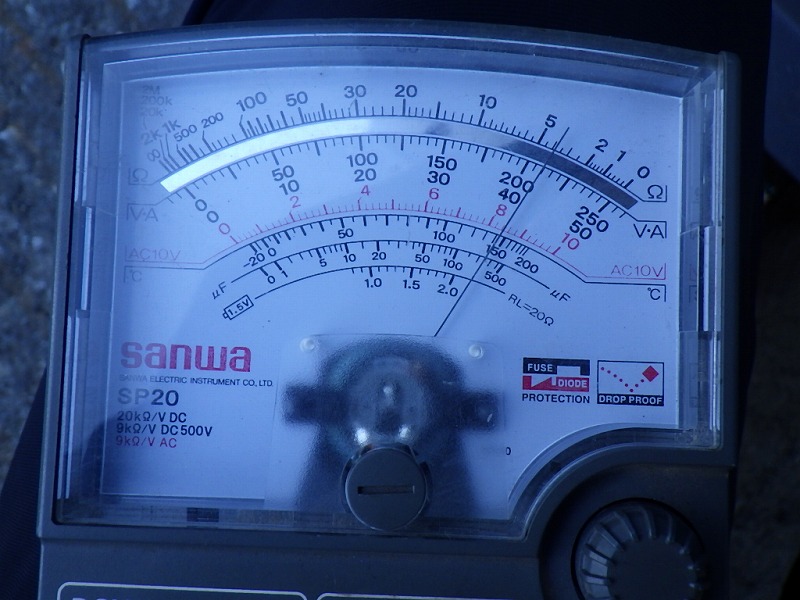 2M
200k
20k
∞ 2k 1k 500 200 100 50 30 20 10 5 2 1 0
Ω Ω
0 50 100 150 200 250
V·A 0 10 20 30 40 50 V·A
0 2 4 6 8 10
AC10V AC10V
°C -20 0 50 100 150 200 °C
μF 0 1 5 10 20 50 100 500 μF
1.5V 1.0 1.5 2.0 RL=20Ω
sanwa
SANWA ELECTRIC INSTRUMENT CO., LTD.
SP20
20kΩ/V DC
9kΩ/V DC500V
9kΩ/V AC
FUSE
DIODE
PROTECTION
DROP PROOF
0